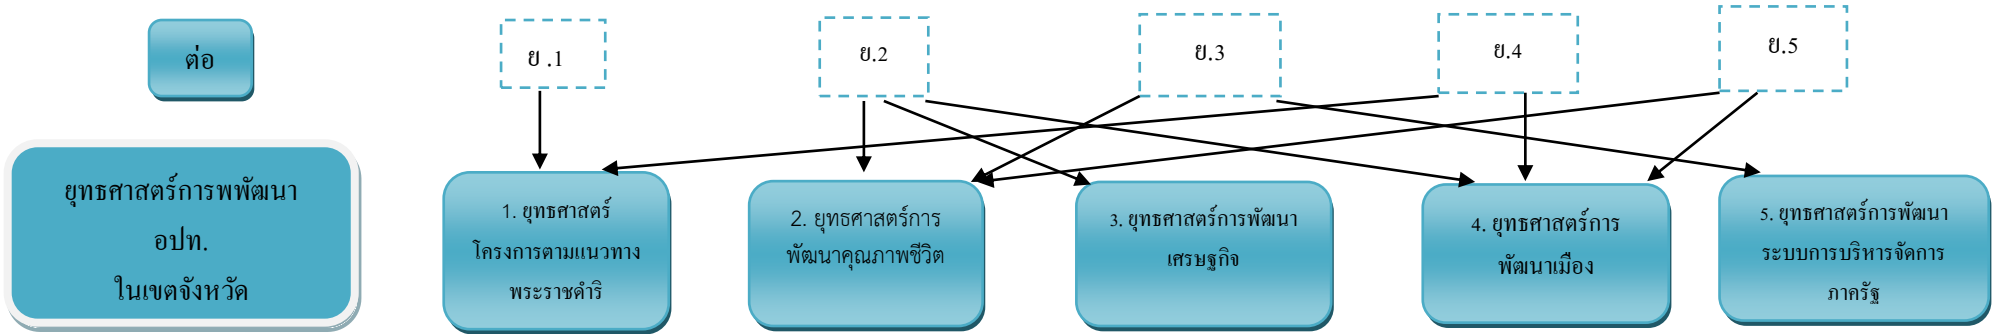 ต่อ
ย .1
ย.2
ย.3
ย.4
ย.5
ยุทธศาสตร์การพพัฒนา
อปท.
ในเขตจังหวัด
1. ยุทธศาสตร์
โครงการตามแนวทาง
พระราชดำริ
2. ยุทธศาสตร์การ
พัฒนาคุณภาพชีวิต
3. ยุทธศาสตร์การพัฒนา
เศรษฐกิจ
4. ยุทธศาสตร์การ
พัฒนาเมือง
5. ยุทธศาสตร์การพัฒนา
ระบบการบริหารจัดการ
ภาครัฐ